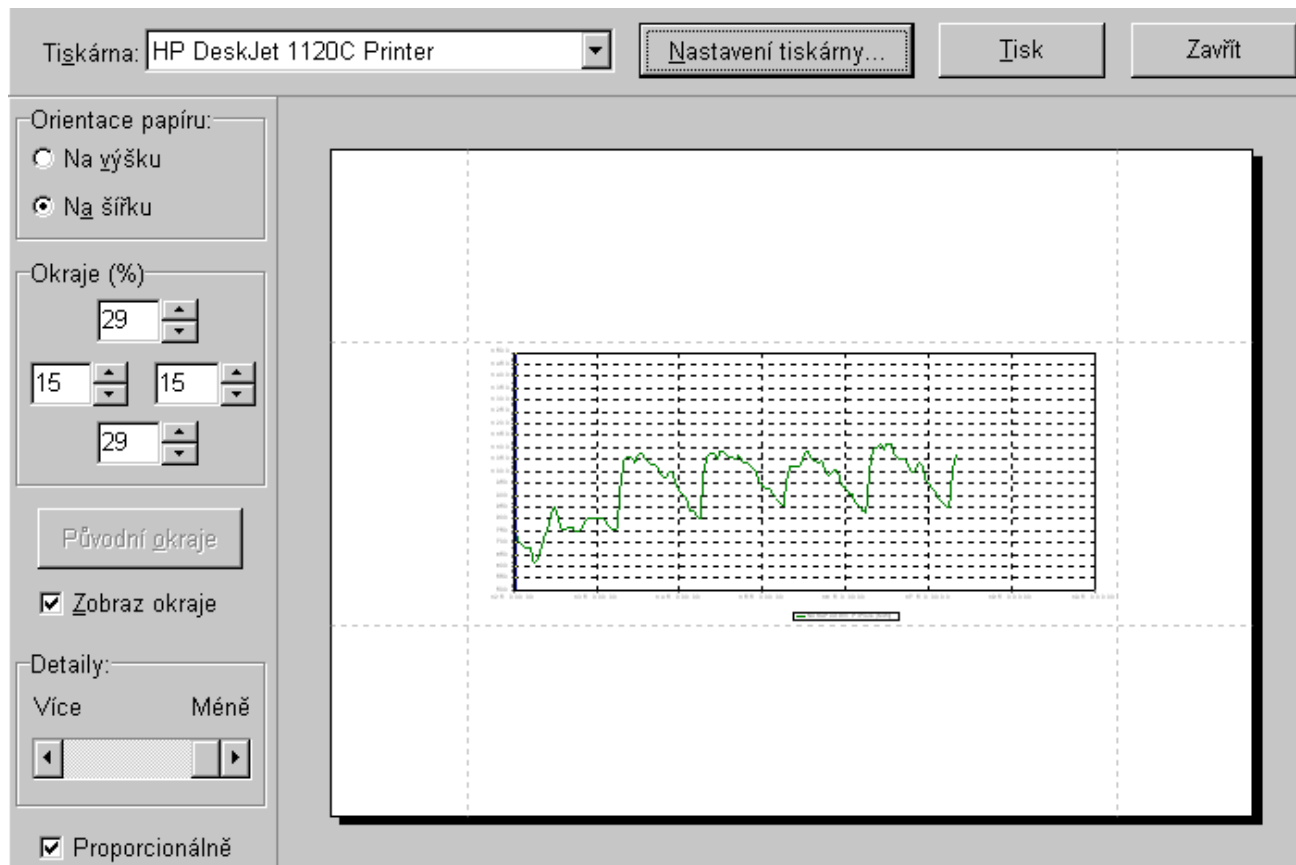 Tiskárna: HP DeskJet 1120C Printer Nastavení tiskárny... Tisk Zavřít
Orientace papíru:
Na výšku
Na šířku
Okraje (%)
29
15 15
29
Původní okraje
Zobraz okraje
Detaily:
Více Méně
Proporcionálně